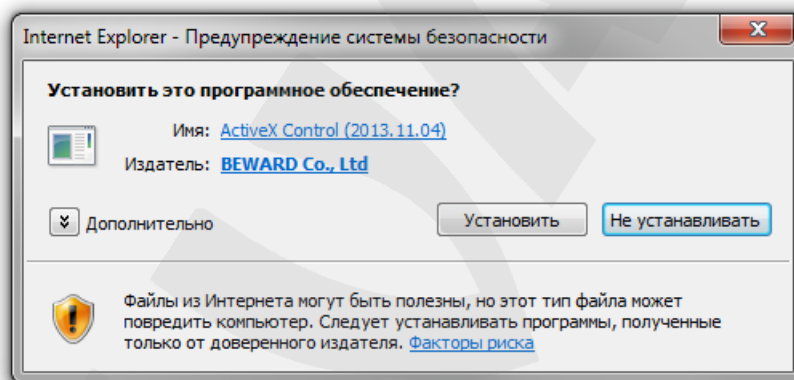 Internet Explorer - Предупреждение системы безопасности
Установить это программное обеспечение?
Имя: ActiveX Control (2013.11.04)
Издатель: BEWARD Co., Ltd
Дополнительно
Установить
Не устанавливать
Файлы из Интернета могут быть полезны, но этот тип файла может
повредить компьютер. Следует устанавливать программы, полученные
только от доверенного издателя. Факторы риска